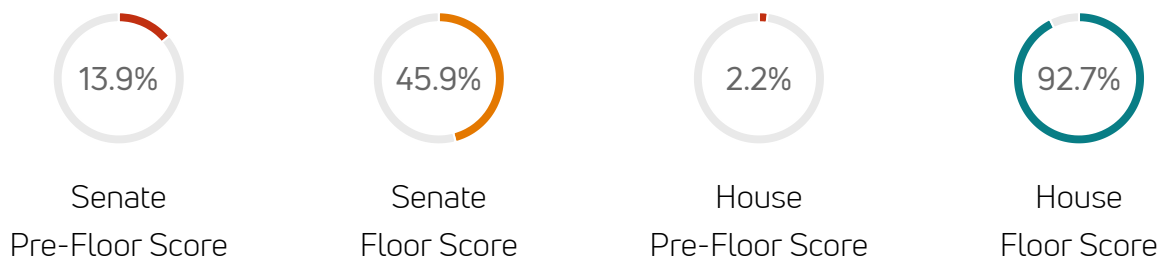 13.9%
45.9%
2.2%
92.7%
Senate
Pre-Floor Score
Senate
Floor Score
House
Pre-Floor Score
House
Floor Score